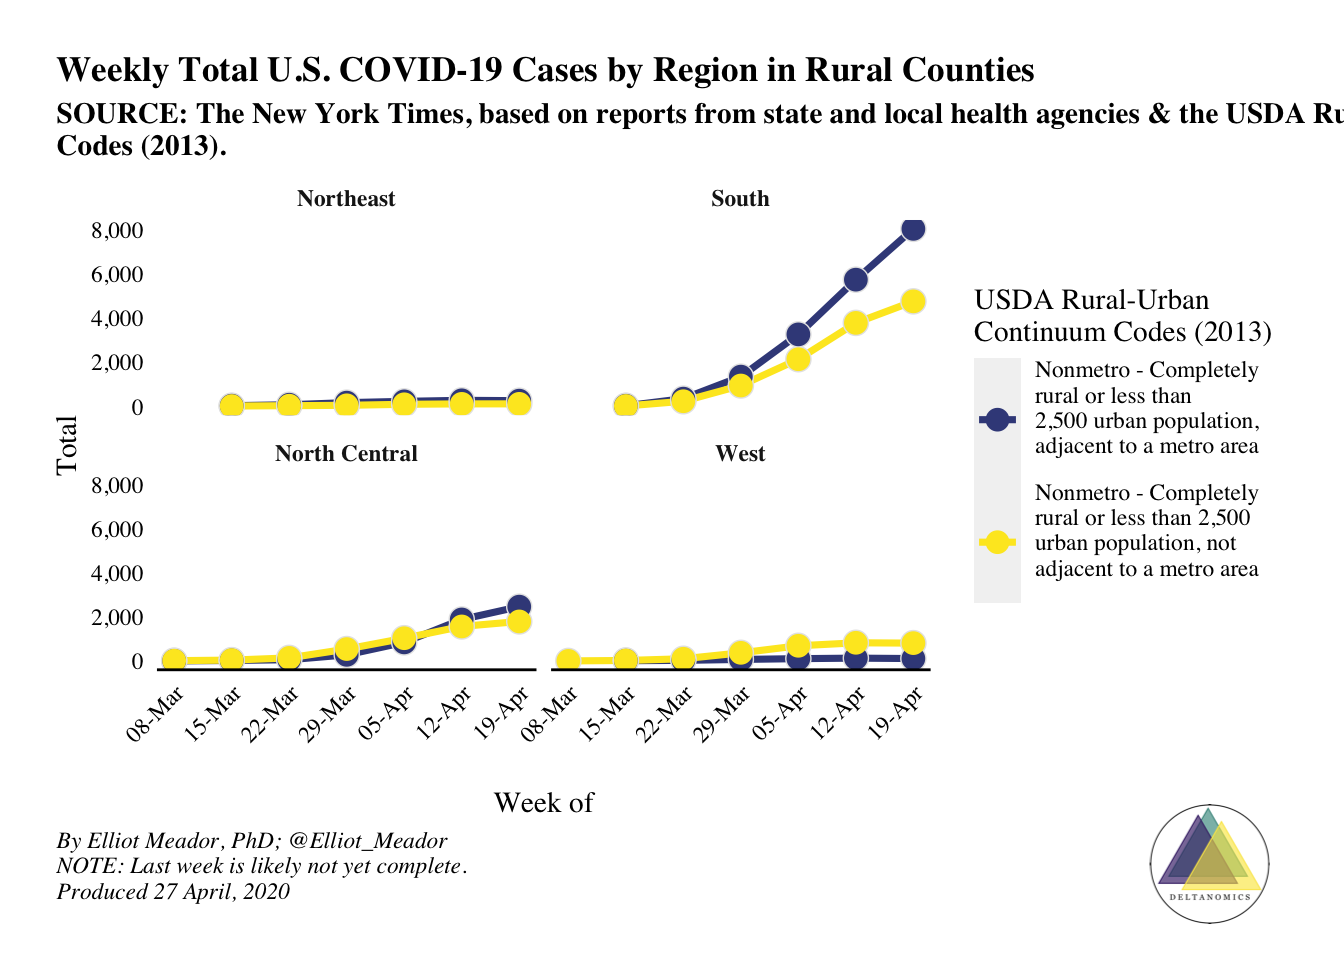 Weekly Total U.S. COVID-19 Cases by Region in Rural Counties
SOURCE: The New York Times, based on reports from state and local health agencies & the USDA
Codes (2013).
Northeast
South
8,000
6,000
4,000
2,000
0
North Central
West
8,000
6,000
4,000
2,000
0
Total
08-Mar
15-Mar
22-Mar
29-Mar
05-Apr
12-Apr
19-Apr
08-Mar
15-Mar
22-Mar
29-Mar
05-Apr
12-Apr
19-Apr
Week of
USDA Rural-Urban
Continuum Codes (2013)
Nonmetro - Completely
rural or less than
2,500 urban population,
adjacent to a metro area
Nonmetro - Completely
rural or less than 2,500
urban population, not
adjacent to a metro area
By Elliot Meador, PhD; @Elliot_Meador
NOTE: Last week is likely not yet complete.
Produced 27 April, 2020
DELTANOMICS